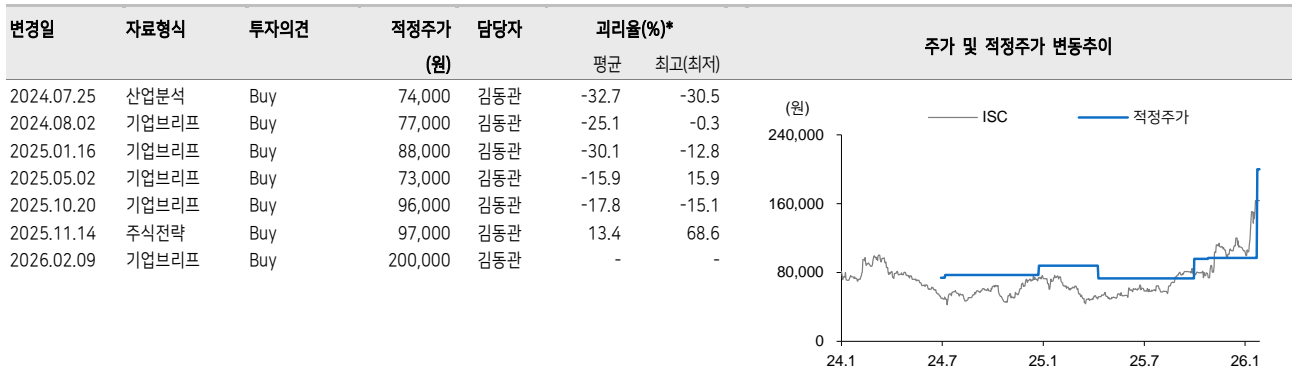 변경일 자료형식 투자의견 적정주가 담당자 괴리율(%)*
(원) 평균 최고(최저)
2024.07.25 산업분석 Buy 74,000 김동관 -32.7 -30.5
2024.08.02 기업브리프 Buy 77,000 김동관 -25.1 -0.3
2025.01.16 기업브리프 Buy 88,000 김동관 -30.1 -12.8
2025.05.02 기업브리프 Buy 73,000 김동관 -15.9 15.9
2025.10.20 기업브리프 Buy 96,000 김동관 -17.8 -15.1
2025.11.14 주식전략 Buy 97,000 김동관 13.4 68.6
2026.02.09 기업브리프 Buy 200,000 김동관 - -
주가 및 적정주가 변동추이
(원)
ISC 적정주가
240,000
160,000
80,000
0
24.1 24.7 25.1 25.7 26.1